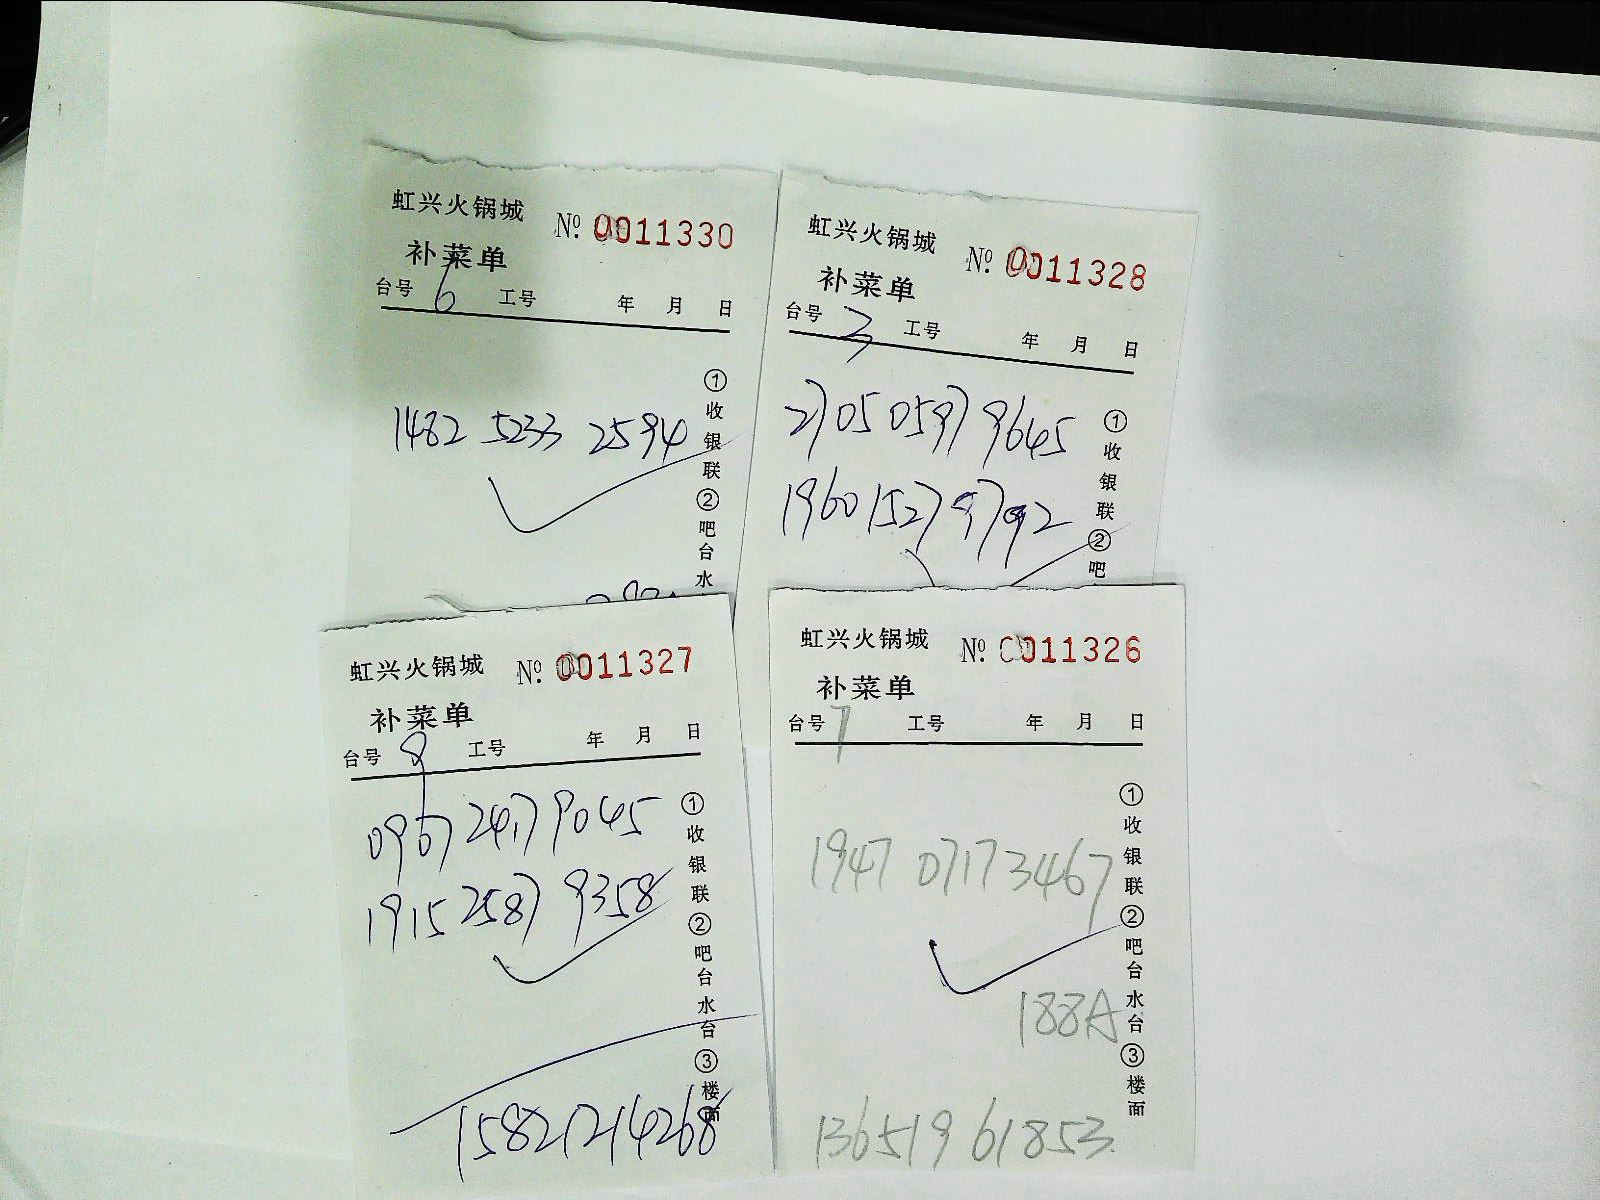 虹兴火锅城 № 0011330
补菜单
台号 6 工号 年 月 日
1482 5233 2594
①收银联②吧台水
虹兴火锅城 № 0011328
补菜单
台号 3 工号 年 月 日
2705 0597 9645
1960 1527 9792
①收银联②吧
虹兴火锅城 № 0011327
补菜单
台号 8 工号 年 月 日
0967 2417 9045
1915 2587 9358
①收银联②吧台水台③楼面
15821214268
虹兴火锅城 № 0011326
补菜单
台号 7 工号 年 月 日
1947 0717 3467
188A
①收银联②吧台水台③楼面
13651961853